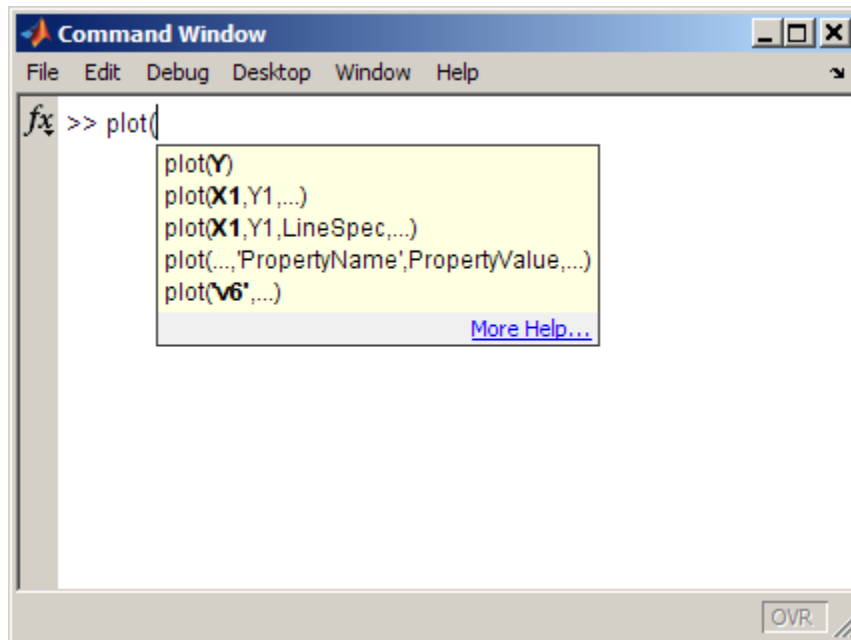 Command Window
File Edit Debug Desktop Window Help
fx >> plot(
plot(Y)
plot(X1,Y1,...)
plot(X1,Y1,LineSpec,...)
plot(...,'PropertyName',PropertyValue,...)
plot('v6',...)
More Help...
OVR